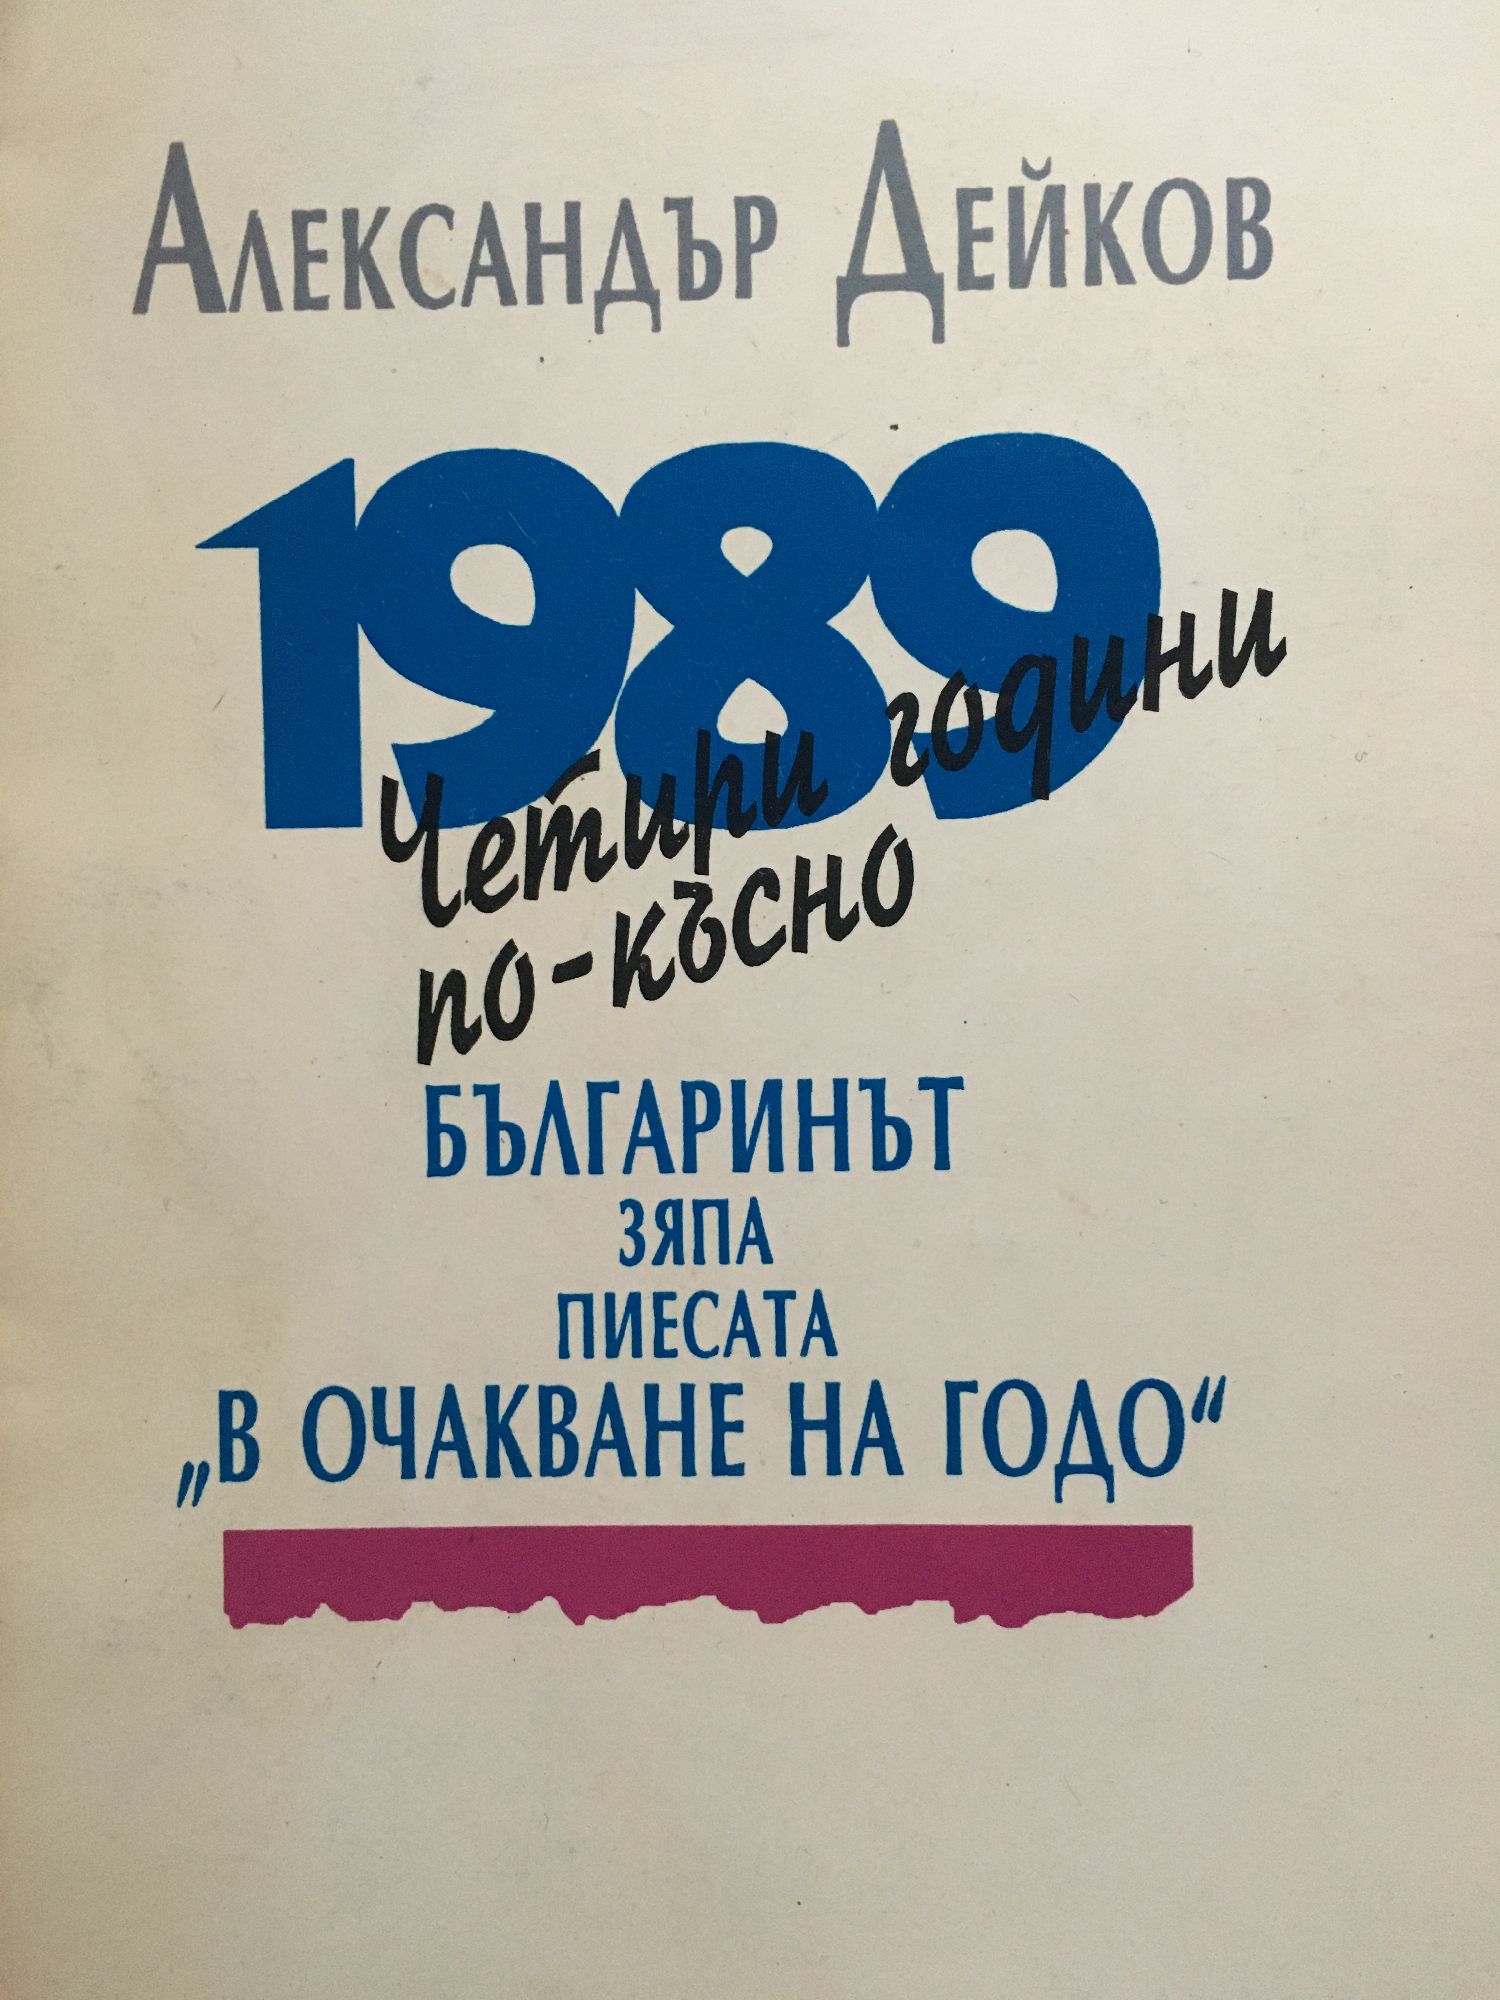 Александър Дейков
1989
Четири години
по-късно
БЪЛГАРИНЪТ
ЗЯПА
ПИЕСАТА
„В ОЧАКВАНЕ НА ГОДО“